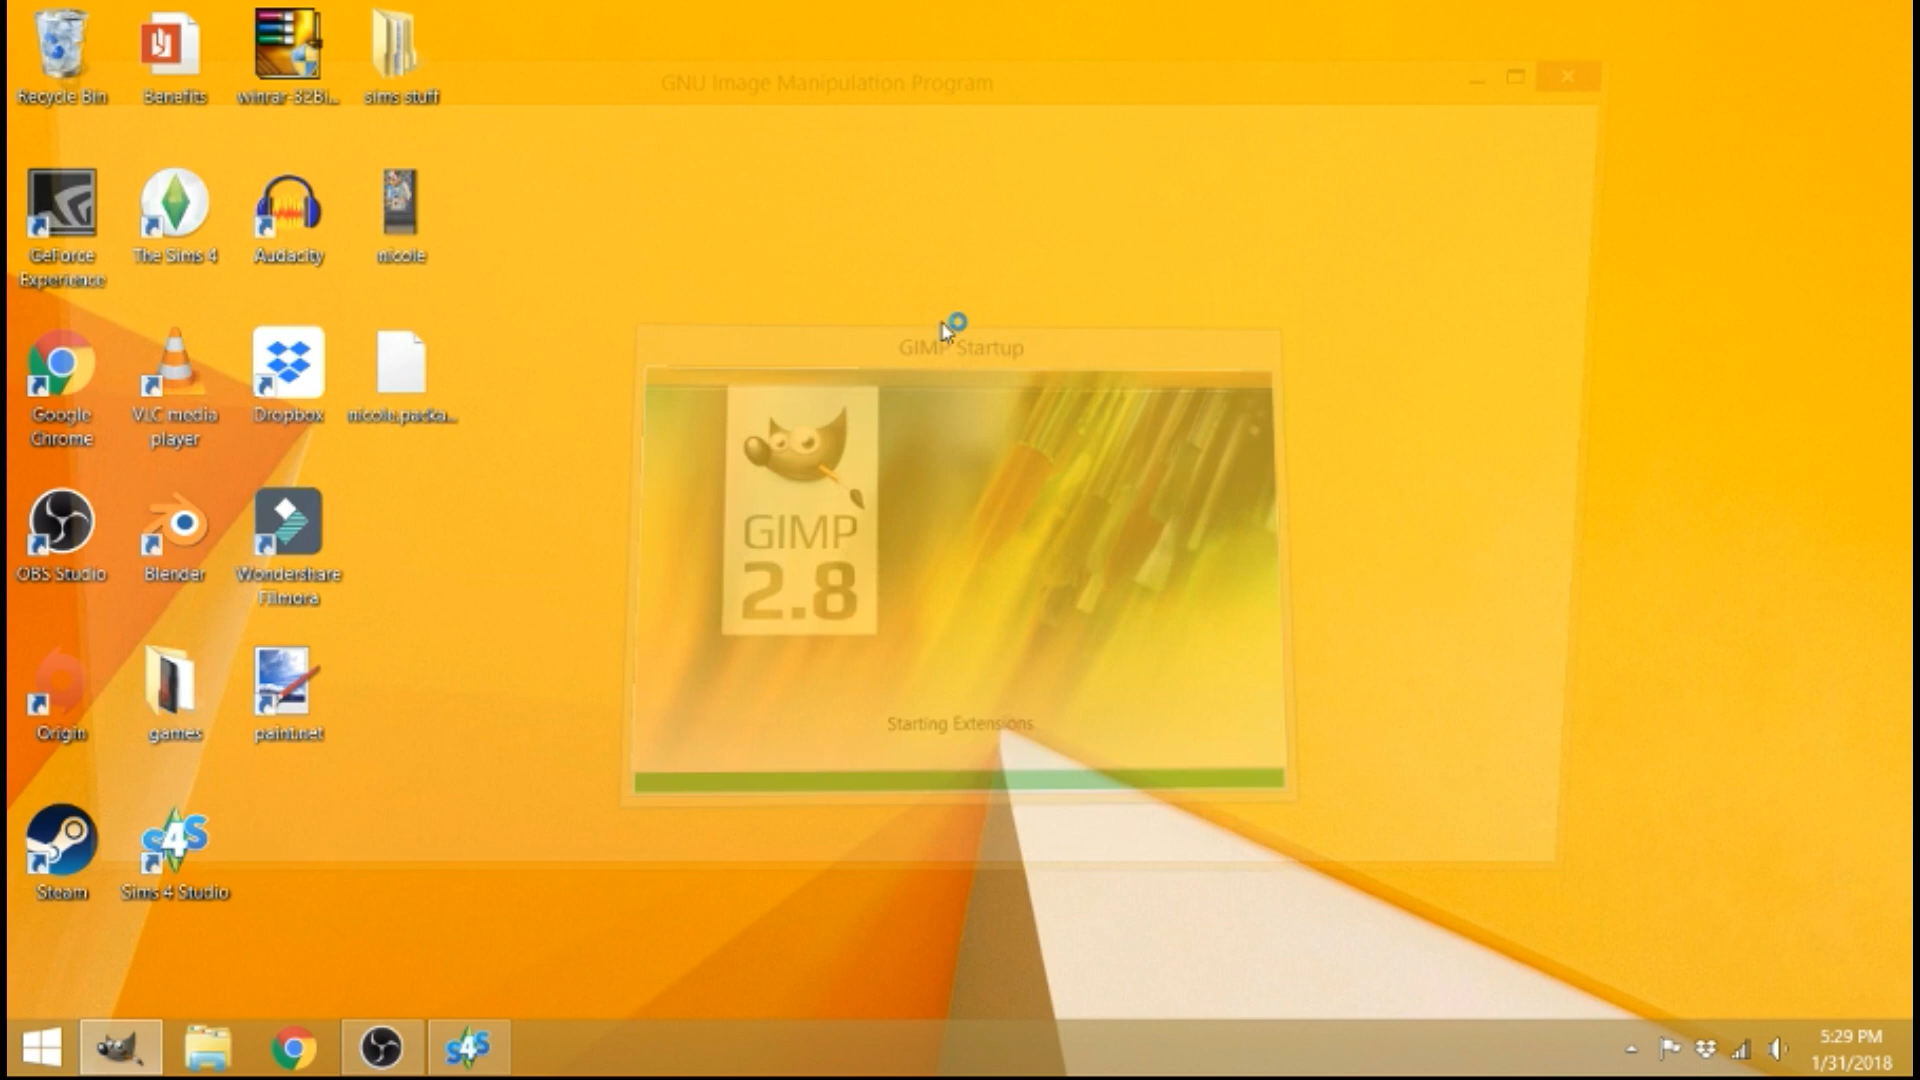 Recycle Bin
Benefits
winrar-32Bi...
sims stuff
GNU Image Manipulation Program
GeForce
Experience
The Sims 4
Audacity
nicole
GIMP Startup
Google
Chrome
VLC media
player
Dropbox
nicole.packa...
GIMP
2.8
OBS Studio
Blender
Wondershare
Filmora
Starting Extensions
Origin
games
paint.net
Steam
S4S
Sims 4 Studio
S4S
5:29 PM
1/31/2018